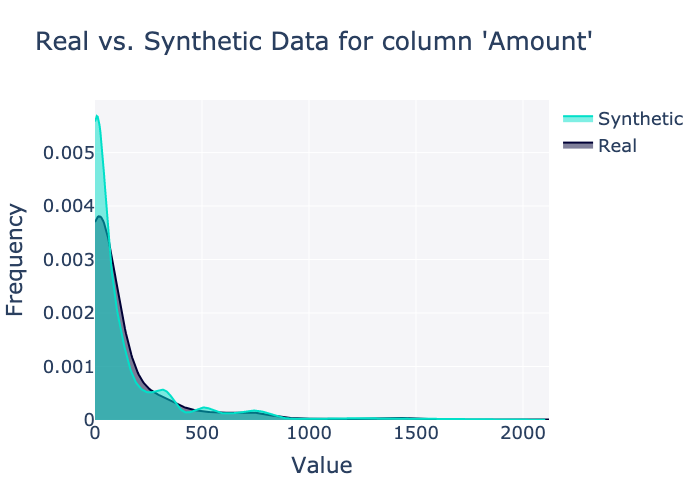 Real vs. Synthetic Data for column 'Amount'
Synthetic
Real
Frequency
0.005
0.004
0.003
0.002
0.001
0
0 500 1000 1500 2000
Value